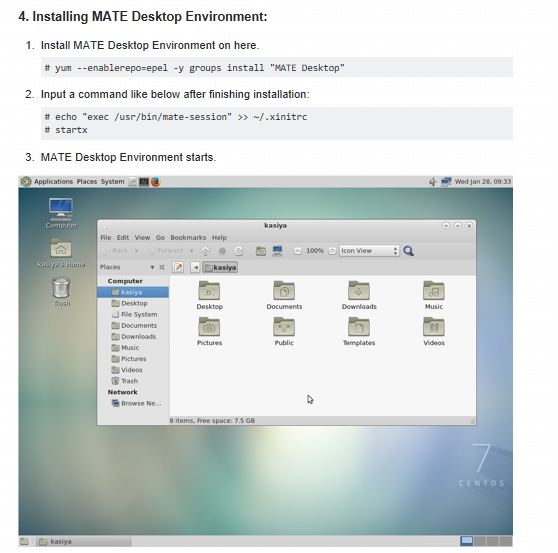 4. Installing MATE Desktop Environment:
1. Install MATE Desktop Environment on here.
# yum --enablerepo=epel -y groups install "MATE Desktop"
2. Input a command like below after finishing installation:
# echo "exec /usr/bin/mate-session" >> ~/.xinitrc
# startx
3. MATE Desktop Environment starts.
Applications Places System
Wed Jan 28, 09:33
Computer
kasiya's Home
Trash
kasiya
File Edit View Go Bookmarks Help
Back Forward 100% Icon View
Places kasiya
Computer
kasiya
Desktop
File System
Documents
Downloads
Music
Pictures
Videos
Trash
Network
Browse Ne...
Desktop Documents Downloads Music
Pictures Public Templates Videos
8 items, Free space: 7.5 GB
7
CENTOS
kasiya